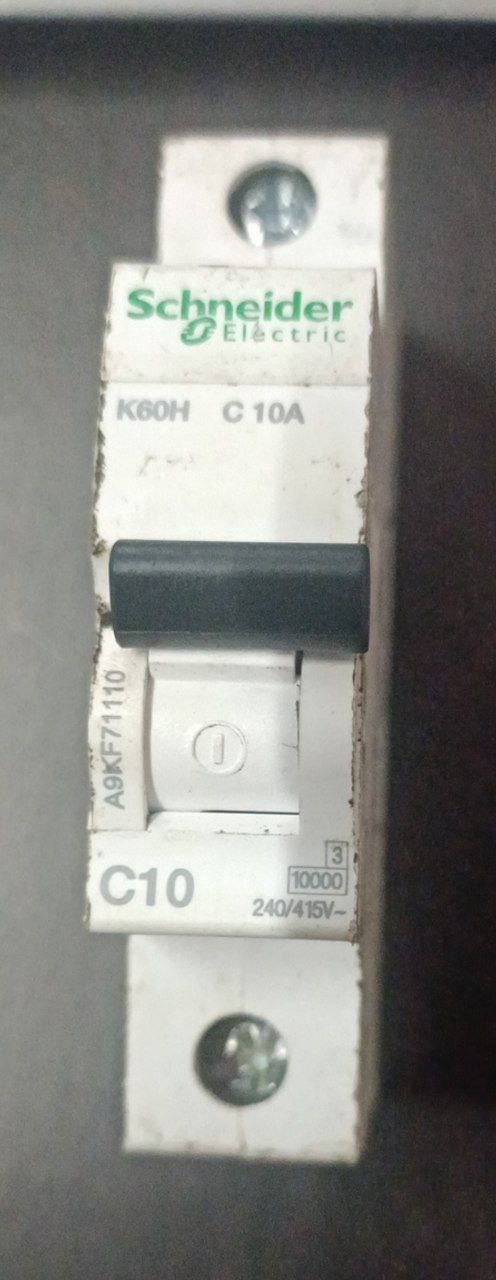 Schneider
Electric
K60H C 10A
A9KF71110
C10
3
10000
240/415V~